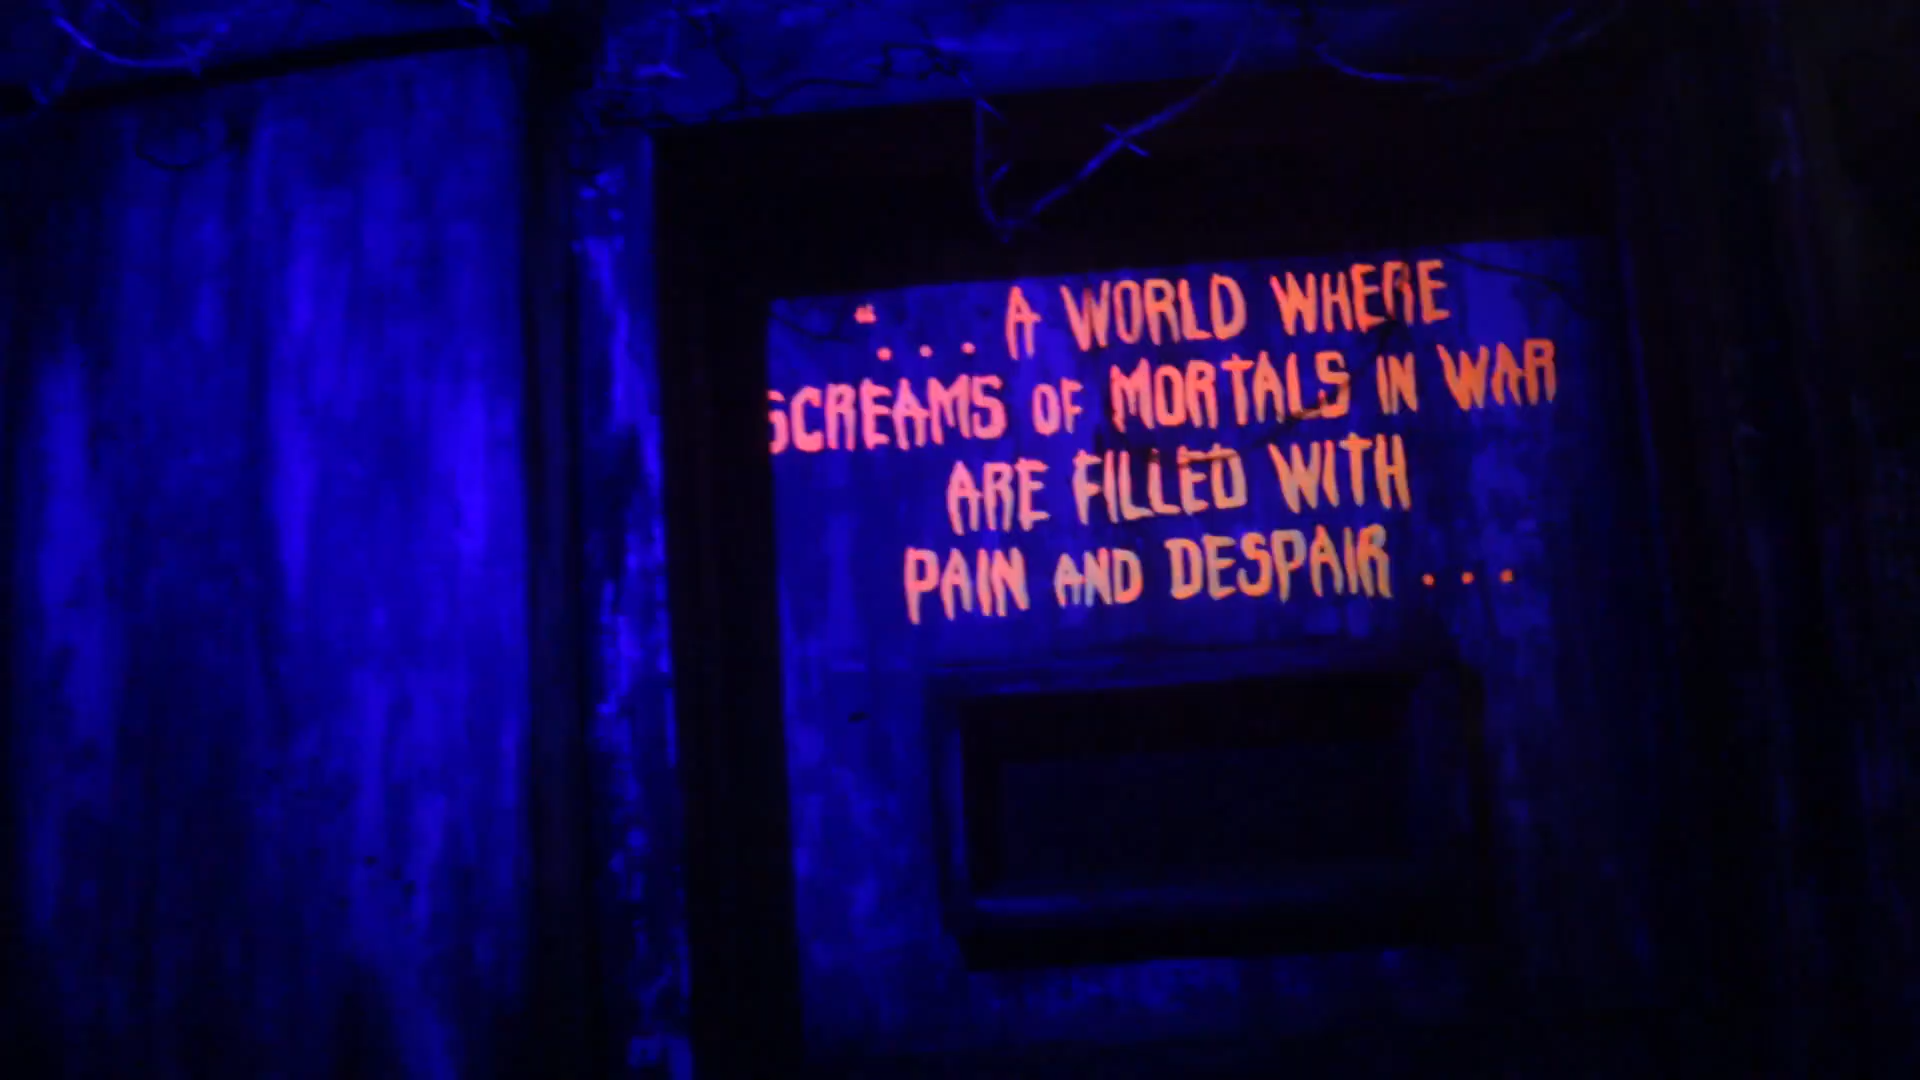 “... A WORLD WHERE
SCREAMS OF MORTALS IN WAR
ARE FILLED WITH
PAIN AND DESPAIR ...